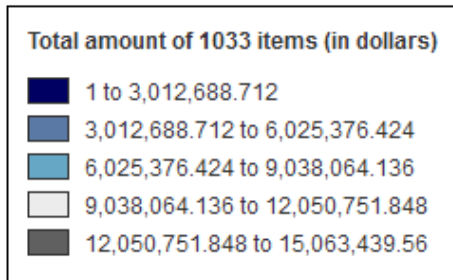 Total amount of 1033 items (in dollars)
1 to 3,012,688.712
3,012,688.712 to 6,025,376.424
6,025,376.424 to 9,038,064.136
9,038,064.136 to 12,050,751.848
12,050,751.848 to 15,063,439.56